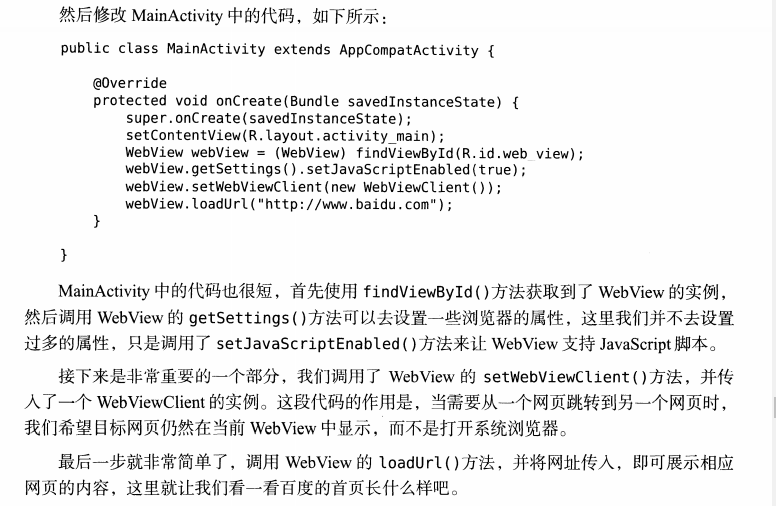 然后修改 MainActivity 中的代码，如下所示：
public class MainActivity extends AppCompatActivity {
@Override
protected void onCreate(Bundle savedInstanceState) {
super.onCreate(savedInstanceState);
setContentView(R.layout.activity_main);
WebView webView = (WebView) findViewById(R.id.web_view);
webView.getSettings().setJavaScriptEnabled(true);
webView.setWebViewClient(new WebViewClient());
webView.loadUrl("http://www.baidu.com");
}
}
MainActivity 中的代码也很短，首先使用 findViewById()方法获取到了 WebView 的实例，
然后调用 WebView 的 getSettings()方法可以去设置一些浏览器的属性，这里我们并不去设置
过多的属性，只是调用了 setJavaScriptEnabled()方法来让 WebView 支持 JavaScript 脚本。
接下来是非常重要的一个部分，我们调用了 WebView 的 setWebViewClient()方法，并传
入了一个 WebViewClient 的实例。这段代码的作用是，当需要从一个网页跳转到另一个网页时，
我们希望目标网页仍然在当前 WebView 中显示，而不是打开系统浏览器。
最后一步就非常简单了，调用 WebView 的 loadUrl()方法，并将网址传入，即可展示相应
网页的内容，这里就让我们看一看百度的首页长什么样吧。